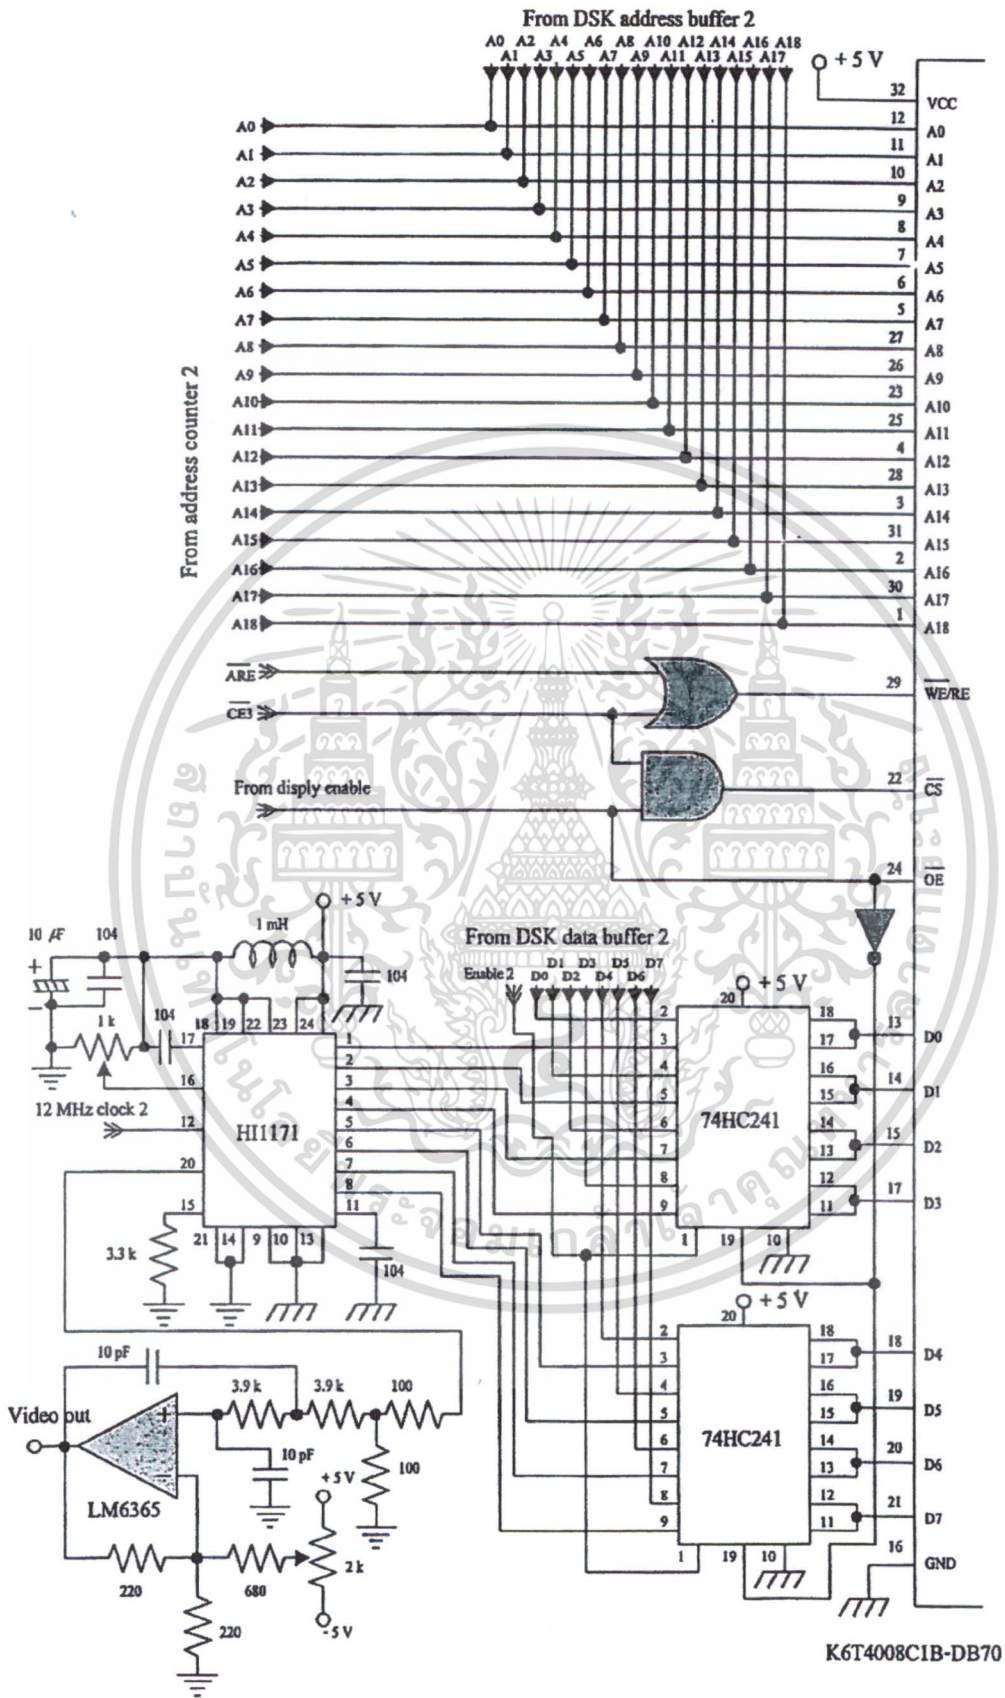 From DSK address buffer 2
A0 A2 A4 A6 A8 A10 A12 A14 A16 A18
A1 A3 A5 A7 A9 A11 A13 A15 A17
+ 5 V
32 VCC
A0 12 A0
A1 11 A1
A2 10 A2
A3 9 A3
A4 8 A4
A5 7 A5
A6 6 A6
A7 5 A7
A8 27 A8
A9 26 A9
A10 23 A10
A11 25 A11
A12 4 A12
A13 28 A13
A14 3 A14
A15 31 A15
A16 2 A16
A17 30 A17
A18 1 A18
From address counter 2
ARE 29 WE/RE
CE3
From disply enable 22 CS
24 OE
+ 5 V
1 mH
10 μF 104
104
1 k 104
18 19 22 23 24
17
16
12 MHz clock 2
12
20
15
HI1171
1
2
3
4
5
6
7
8
11
21 14 9 10 13
3.3 k
104
From DSK data buffer 2
Enable 2
D1 D3 D5 D7
D0 D2 D4 D6
+ 5 V
20
2 18 13 D0
3 17
4 16 14 D1
5 15
74HC241
6 14 15 D2
7 13
8 12 17 D3
9 11
1 19 10
+ 5 V
20
2 18 18 D4
3 17
4 16 19 D5
5 15
74HC241
6 14 20 D6
7 13
8 12 21 D7
9 11
1 19 10
16 GND
10 pF
3.9 k 3.9 k 100
Video out
+
−
10 pF
100
LM6365
+5 V
2 k
220 680
- 5 V
220
K6T4008C1B-DB70